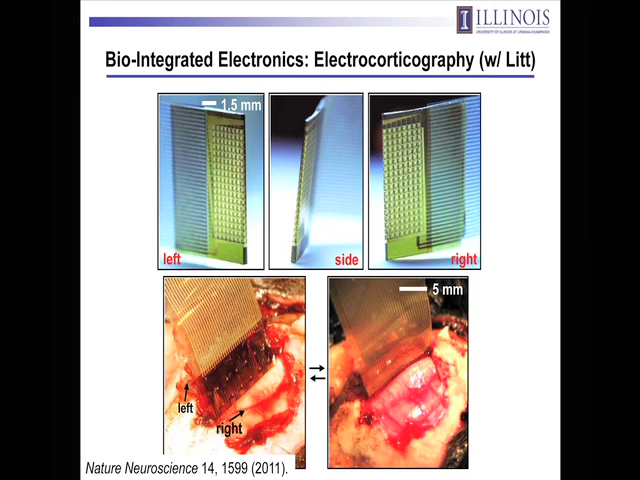 ILLINOIS
UNIVERSITY OF ILLINOIS AT URBANA-CHAMPAIGN
Bio-Integrated Electronics: Electrocorticography (w/ Litt)
1.5 mm
left
side
right
5 mm
left
right
Nature Neuroscience 14, 1599 (2011).